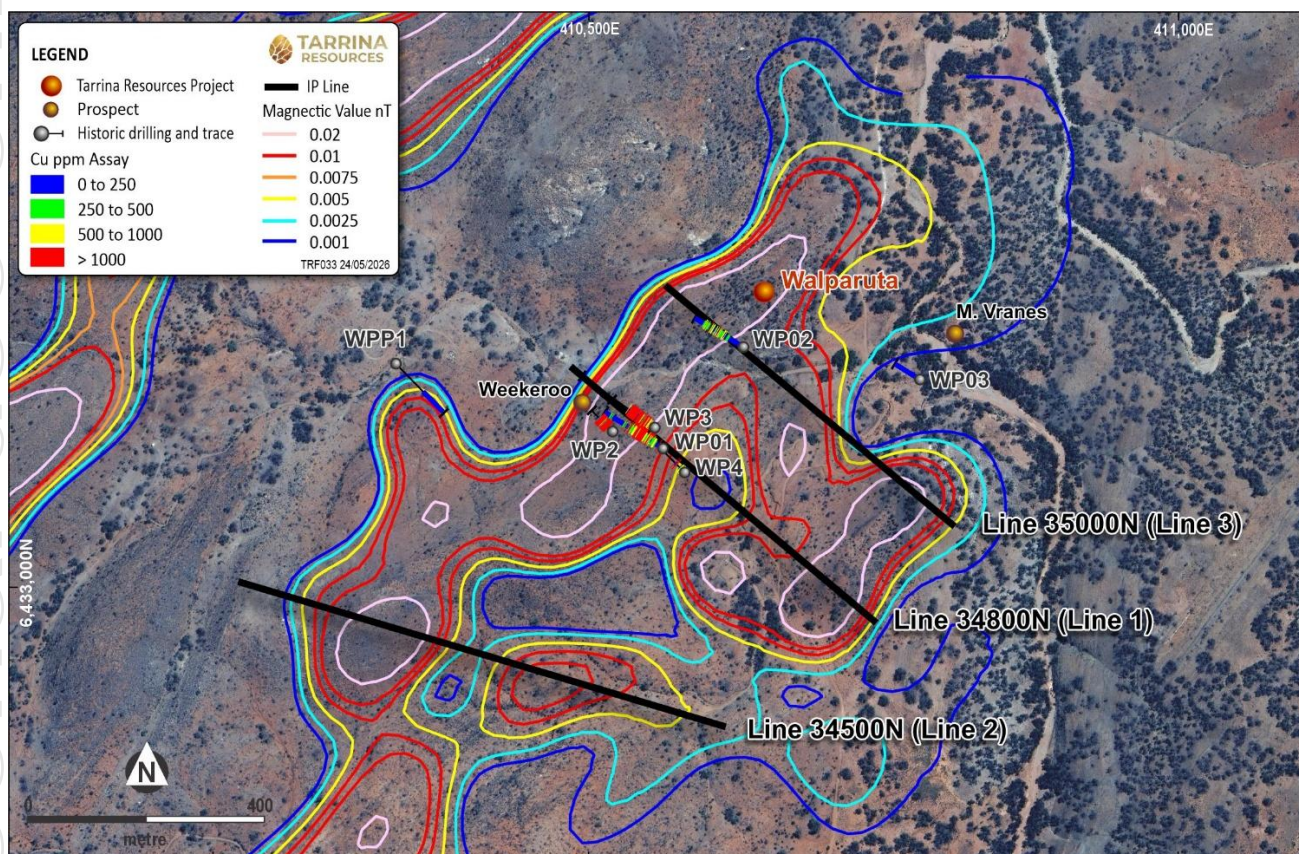 410,500E
411,000E
LEGEND
TARRINA
RESOURCES
Tarrina Resources Project
Prospect
Historic drilling and trace
Cu ppm Assay
0 to 250
250 to 500
500 to 1000
> 1000
IP Line
Magnectic Value nT
0.02
0.01
0.0075
0.005
0.0025
0.001
TRF033 24/05/2026
Walparuta
M. Vranes
WPP1
WP02
WP03
Weekeroo
WP3
WP2
WP01
WP4
Line 35000N (Line 3)
6,433,000N
Line 34800N (Line 1)
Line 34500N (Line 2)
N
0
400
metre